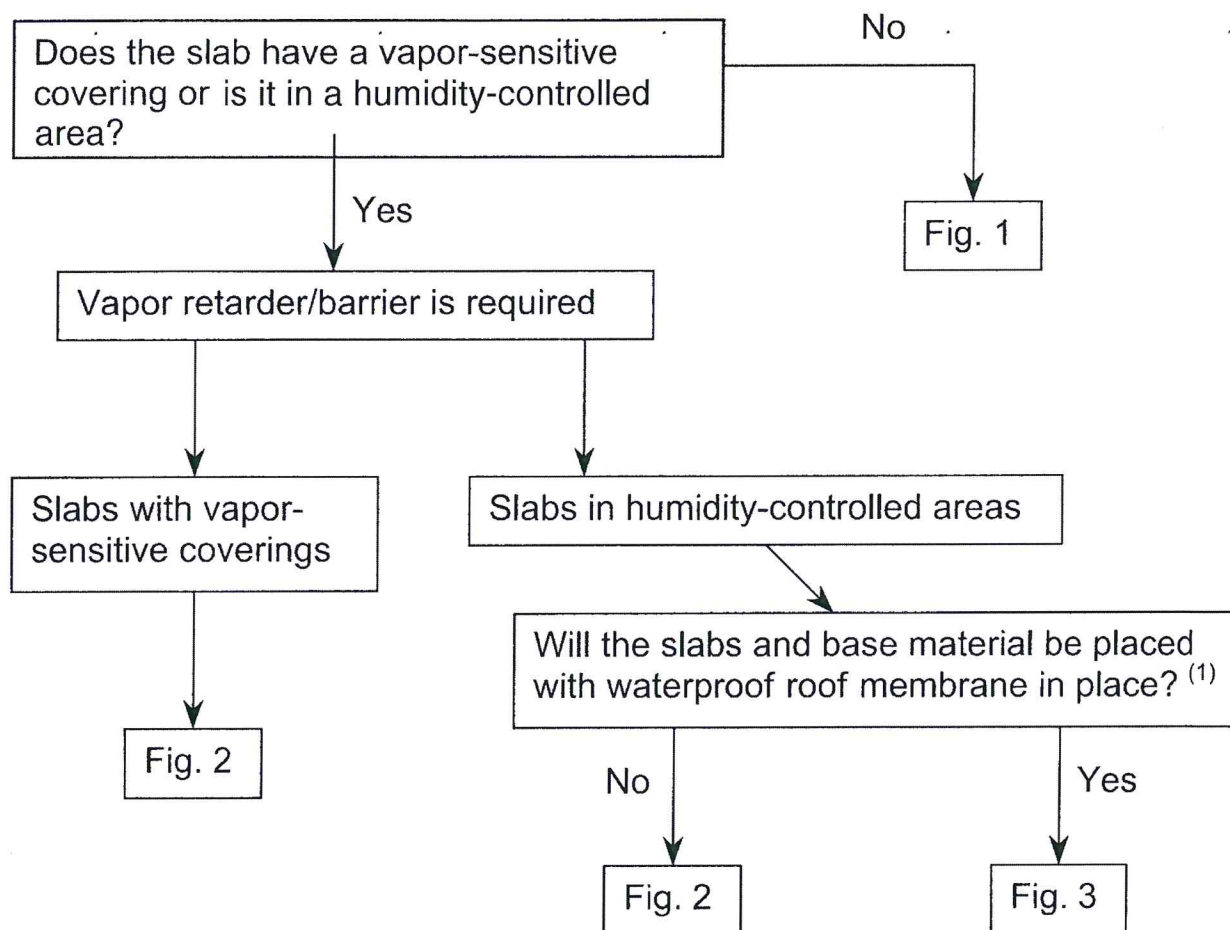 Does the slab have a vapor-sensitive
covering or is it in a humidity-controlled
area?
No
Yes
Fig. 1
Vapor retarder/barrier is required
Slabs with vapor-
sensitive coverings
Slabs in humidity-controlled areas
Will the slabs and base material be placed
with waterproof roof membrane in place? (1)
Fig. 2
No
Yes
Fig. 2
Fig. 3